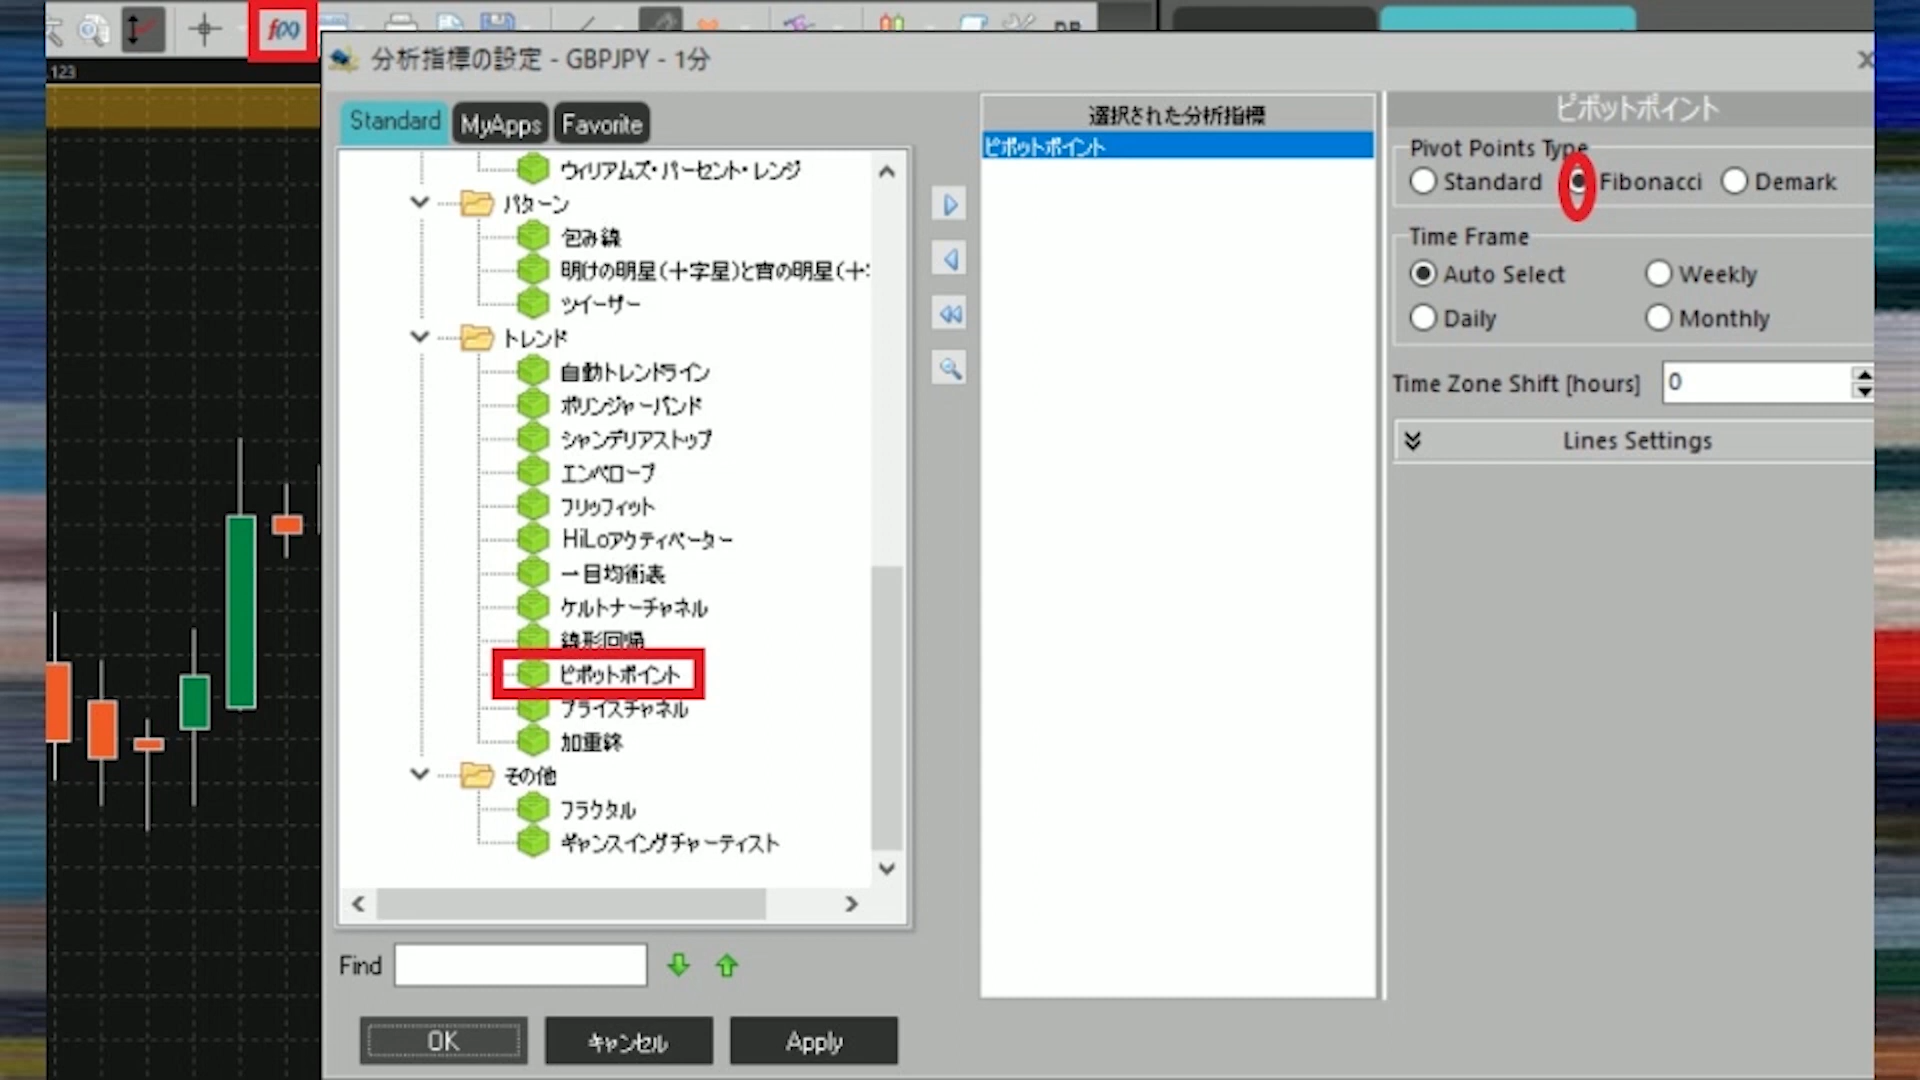 f(x)
.123
分析指標の設定 - GBPJPY - 1分
Standard
MyApps
Favorite
ウィリアムズ・パーセント・レンジ
パターン
包み線
明けの明星(十字星)と宵の明星(十
ツイーザー
トレンド
自動トレンドライン
ボリンジャーバンド
シャンデリアストップ
エンベロープ
フリッフィット
HiLoアクティベーター
一目均衡表
ケルトナーチャネル
線形回帰
ピボットポイント
プライスチャネル
加重終
その他
フラクタル
ギャンスイングチャーティスト
Find
OK
キャンセル
Apply
選択された分析指標
ピボットポイント
ピボットポイント
Pivot Points Type
Standard
Fibonacci
Demark
Time Frame
Auto Select
Weekly
Daily
Monthly
Time Zone Shift [hours]
0
Lines Settings